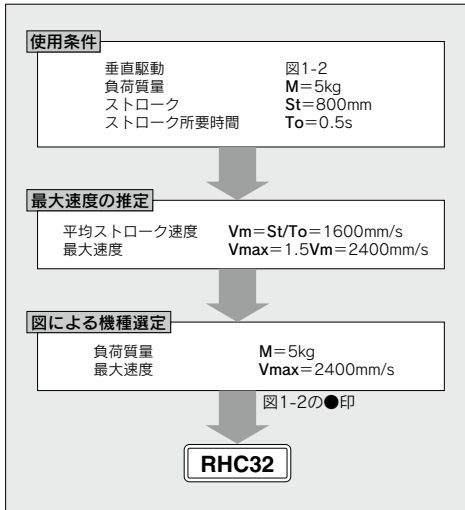 使用条件
垂直駆動 図1-2
負荷質量 M=5kg
ストローク St=800mm
ストローク所要時間 To=0.5s
最大速度の推定
平均ストローク速度 Vm=St/To=1600mm/s
最大速度 Vmax=1.5Vm=2400mm/s
図による機種選定
負荷質量 M=5kg
最大速度 Vmax=2400mm/s
図1-2の●印
RHC32